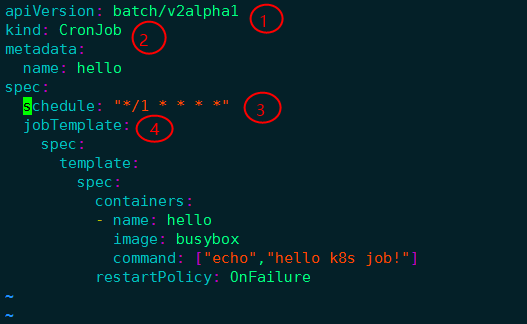 apiVersion: batch/v2alpha1 1
kind: CronJob 2
metadata:
  name: hello
spec:
  schedule: "*/1 * * * *" 3
  jobTemplate: 4
    spec:
      template:
        spec:
          containers:
          - name: hello
            image: busybox
            command: ["echo","hello k8s job!"]
          restartPolicy: OnFailure
~
~